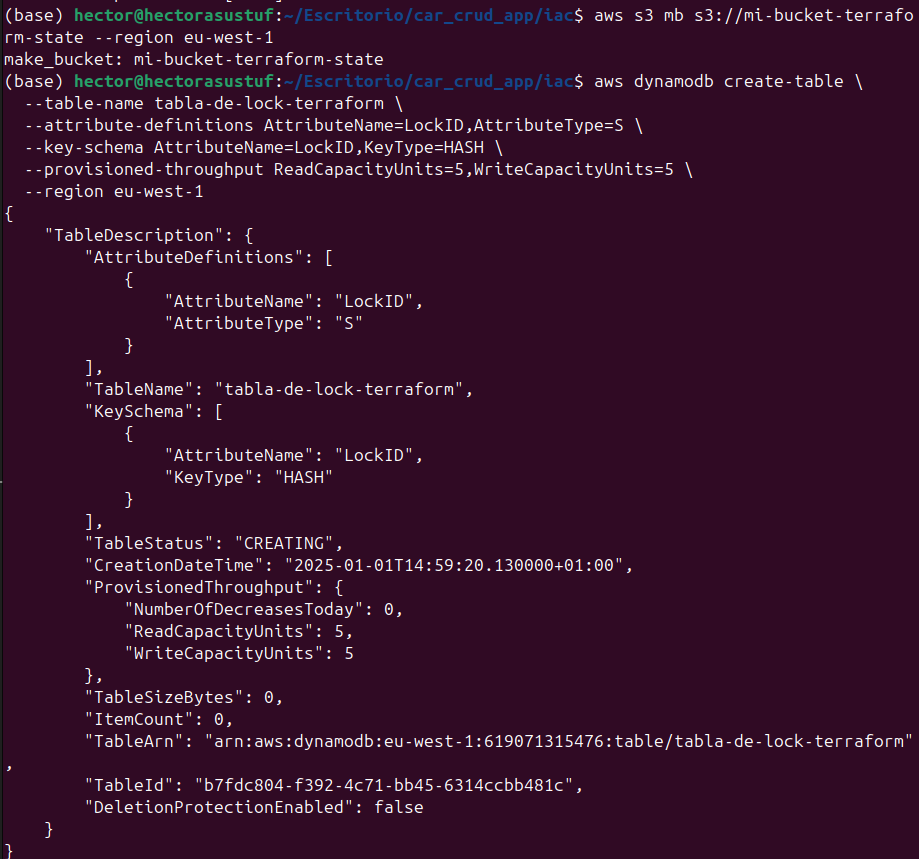 (base) hector@hectorasustuf:~/Escritorio/car_crud_app/iac$ aws s3 mb s3://mi-bucket-terrafo
rm-state --region eu-west-1
make_bucket: mi-bucket-terraform-state
(base) hector@hectorasustuf:~/Escritorio/car_crud_app/iac$ aws dynamodb create-table \
  --table-name tabla-de-lock-terraform \
  --attribute-definitions AttributeName=LockID,AttributeType=S \
  --key-schema AttributeName=LockID,KeyType=HASH \
  --provisioned-throughput ReadCapacityUnits=5,WriteCapacityUnits=5 \
  --region eu-west-1
{
    "TableDescription": {
        "AttributeDefinitions": [
            {
                "AttributeName": "LockID",
                "AttributeType": "S"
            }
        ],
        "TableName": "tabla-de-lock-terraform",
        "KeySchema": [
            {
                "AttributeName": "LockID",
                "KeyType": "HASH"
            }
        ],
        "TableStatus": "CREATING",
        "CreationDateTime": "2025-01-01T14:59:20.130000+01:00",
        "ProvisionedThroughput": {
            "NumberOfDecreasesToday": 0,
            "ReadCapacityUnits": 5,
            "WriteCapacityUnits": 5
        },
        "TableSizeBytes": 0,
        "ItemCount": 0,
        "TableArn": "arn:aws:dynamodb:eu-west-1:619071315476:table/tabla-de-lock-terraform"
,
        "TableId": "b7fdc804-f392-4c71-bb45-6314ccbb481c",
        "DeletionProtectionEnabled": false
    }
}